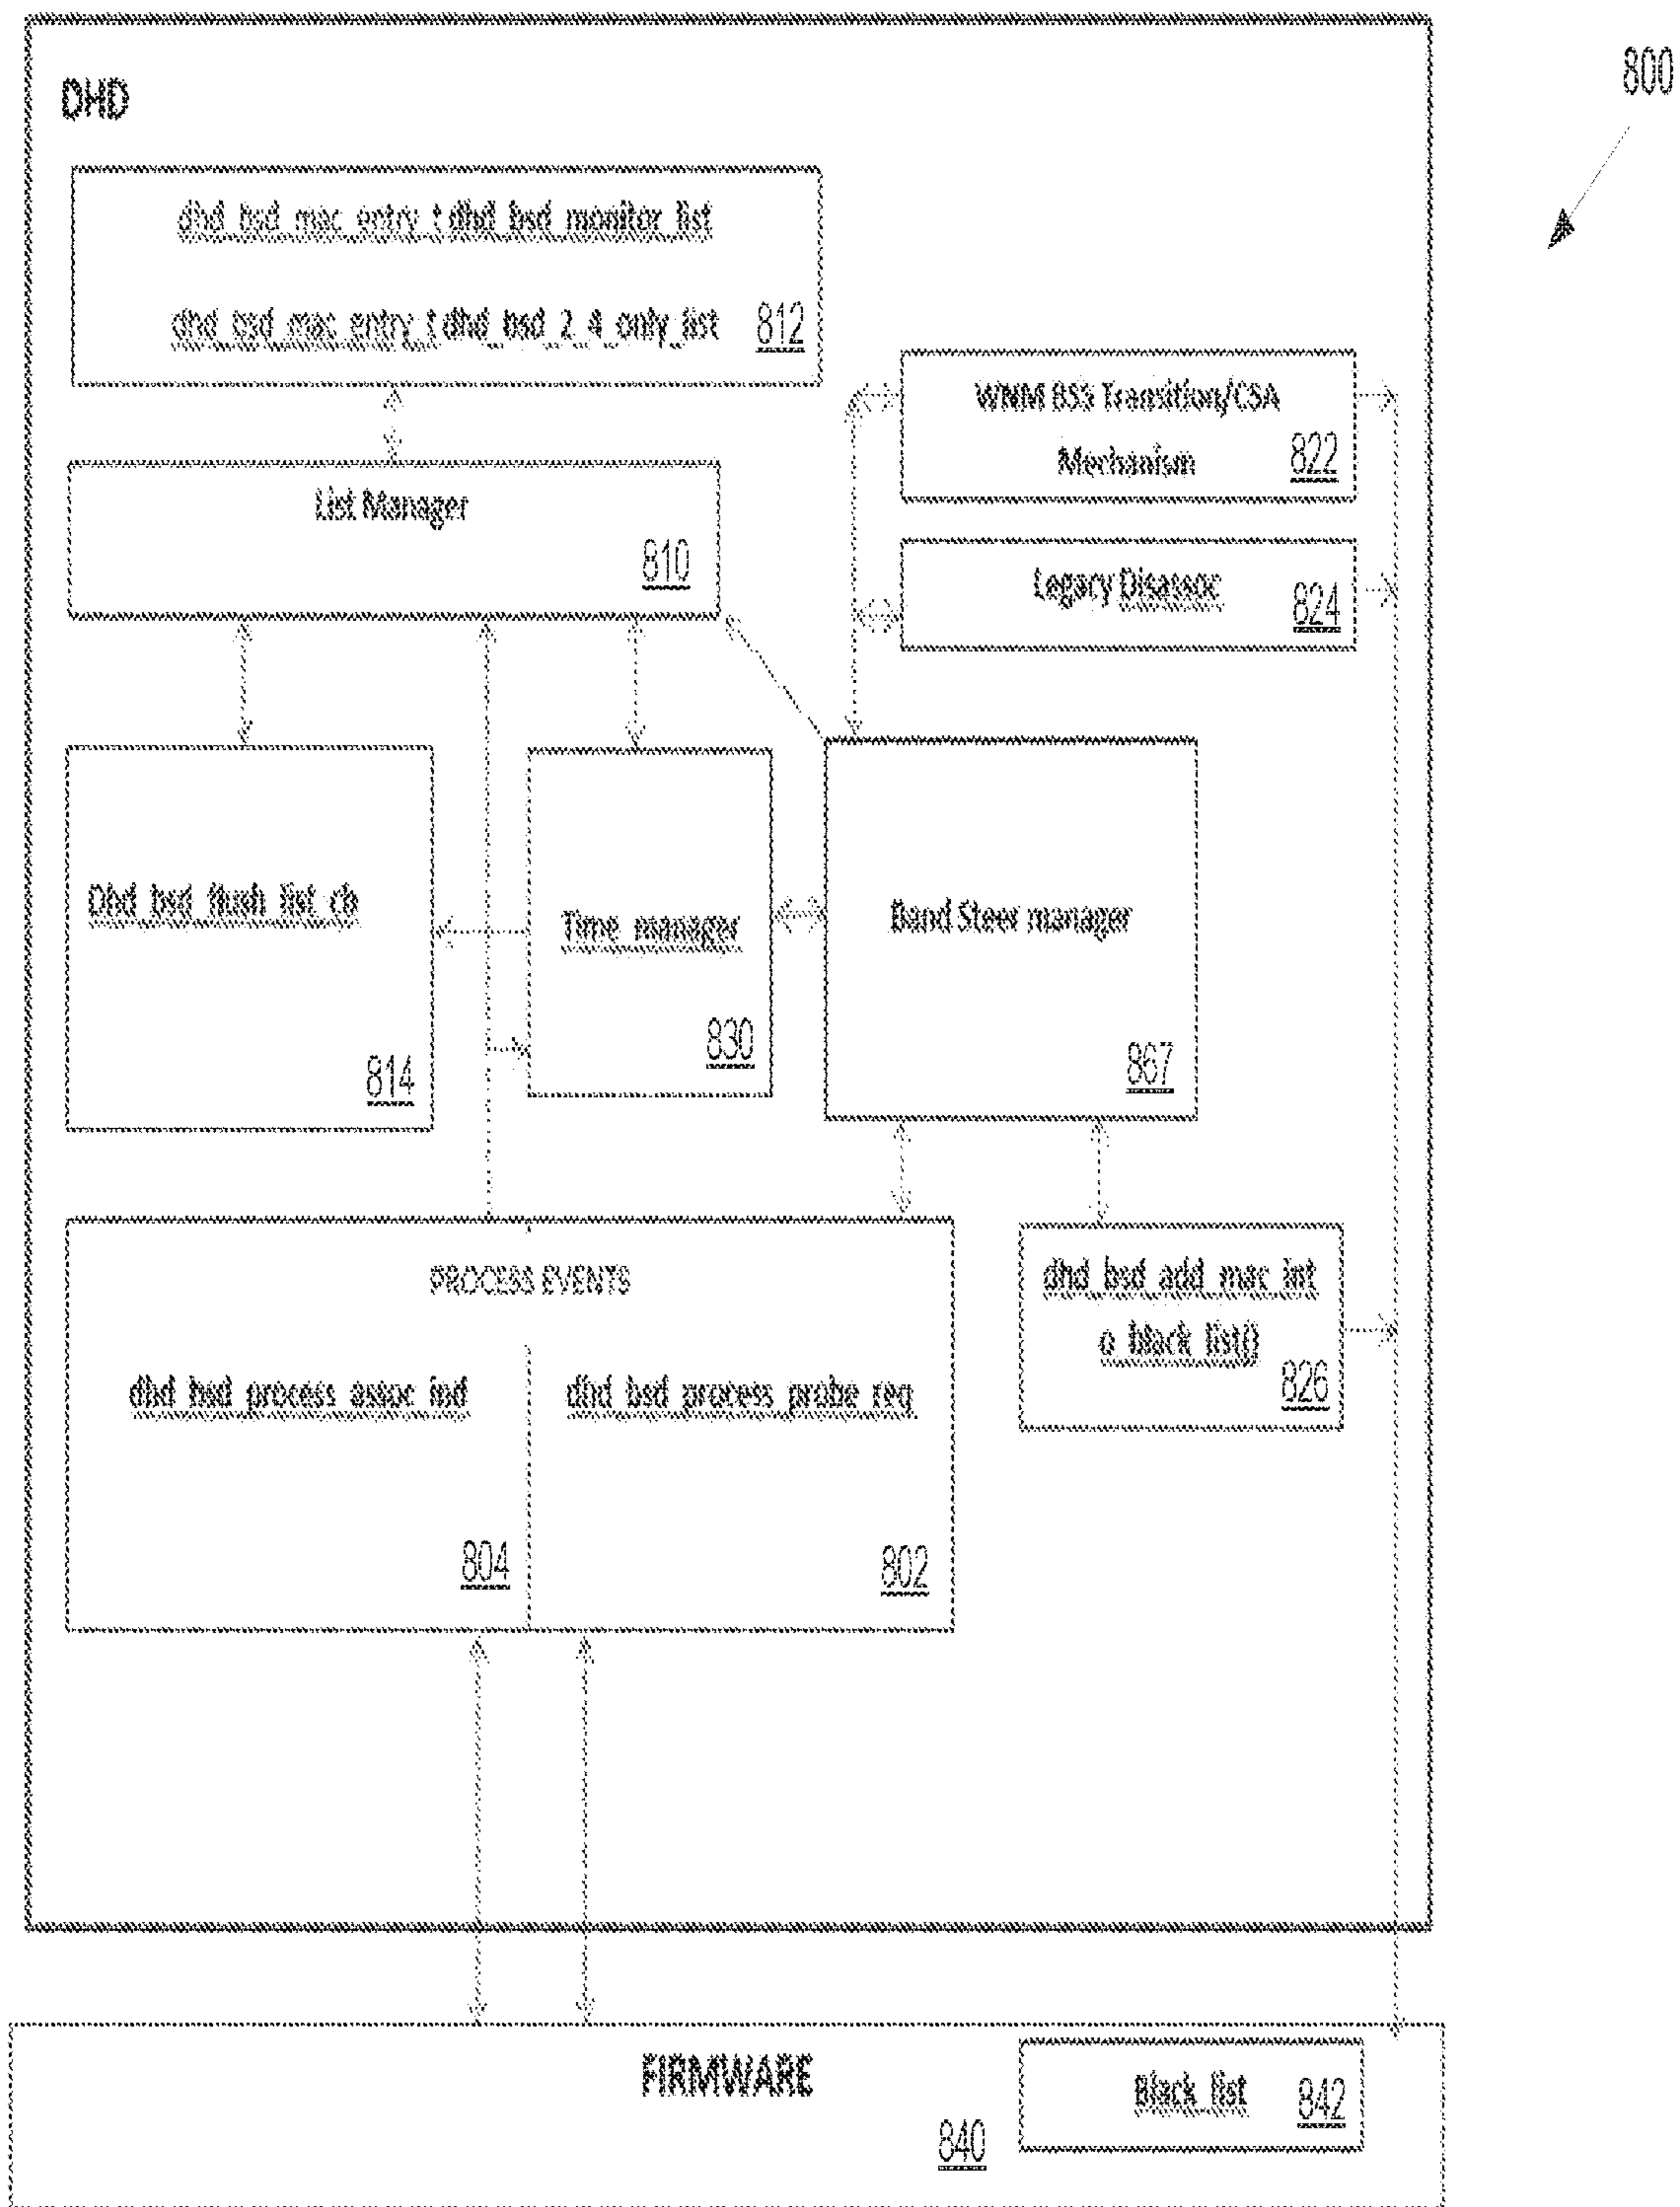 800
DHD
dhd_bsd_mac_entry_t dhd_bsd_monitor_list
dhd_bsd_mac_entry_t dhd_bsd_2_4_only_list 812
WNM BSS Transition/CSA
Mechanism 822
List Manager
810
Legacy Disassoc
824
Dhd_bsd_flush_list_cb
814
Time_manager
830
Band Steer manager
867
PROCESS EVENTS
dhd_bsd_process_assoc_ind
804
dhd_bsd_process_probe_req
802
dhd_bsd_add_mac_int
o_black_list()
826
FIRMWARE
840
Black_list 842